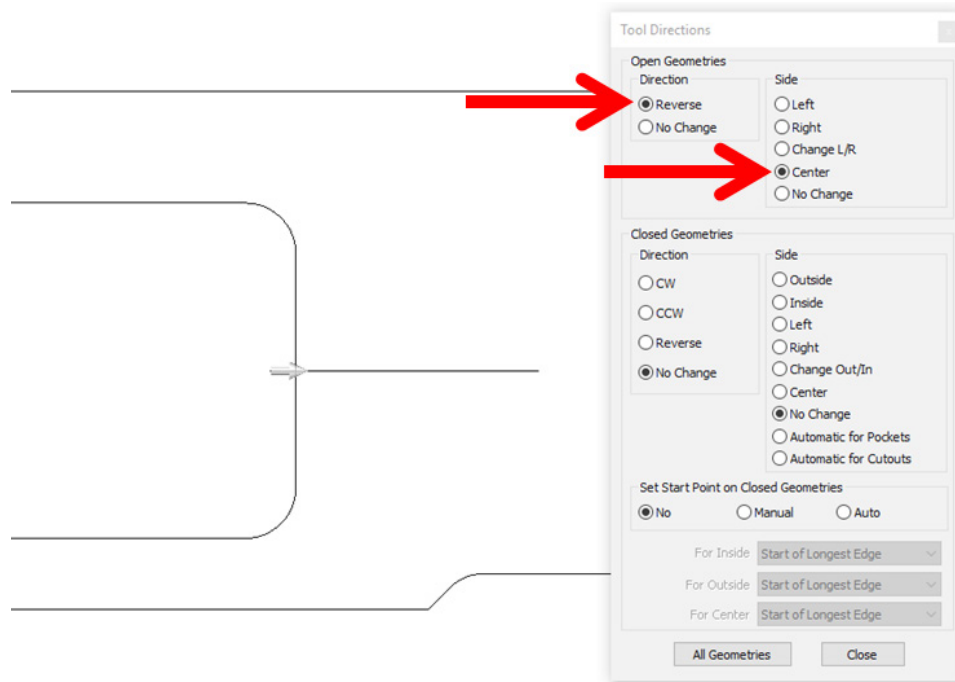 Tool Directions
Open Geometries
Direction
Reverse
No Change
Side
Left
Right
Change L/R
Center
No Change
Closed Geometries
Direction
CW
CCW
Reverse
No Change
Side
Outside
Inside
Left
Right
Change Out/In
Center
No Change
Automatic for Pockets
Automatic for Cutouts
Set Start Point on Closed Geometries
No Manual Auto
For Inside Start of Longest Edge
For Outside Start of Longest Edge
For Center Start of Longest Edge
All Geometries Close